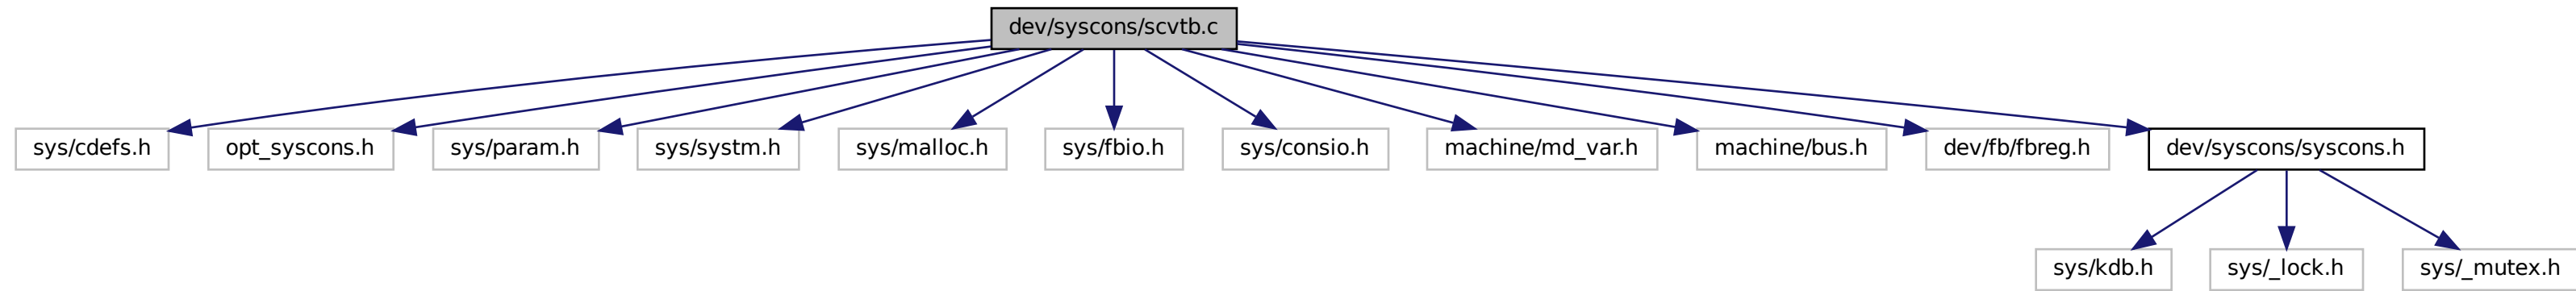 dev/syscons/scvtb.c
sys/cdefs.h
opt_syscons.h
sys/param.h
sys/systm.h
sys/malloc.h
sys/fbio.h
sys/consio.h
machine/md_var.h
machine/bus.h
dev/fb/fbreg.h
dev/syscons/syscons.h
sys/kdb.h
sys/_lock.h
sys/_mutex.h